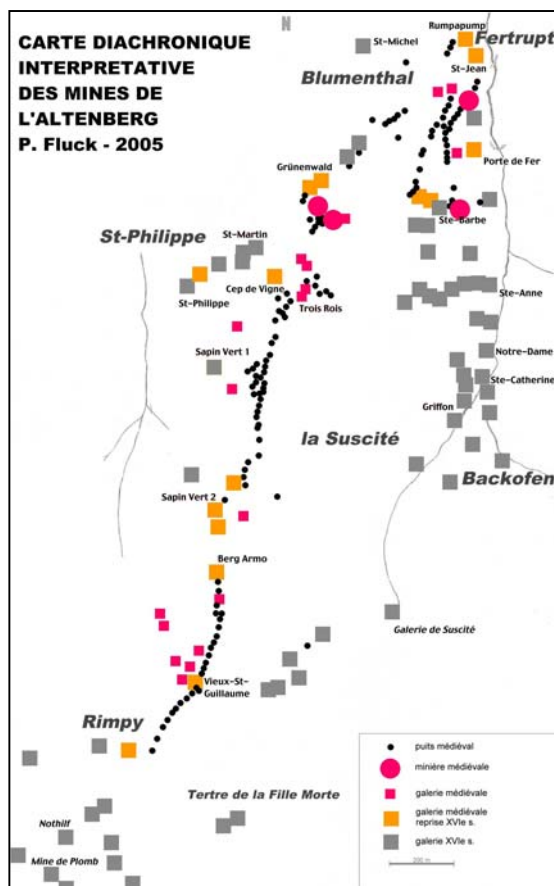 CARTE DIACHRONIQUE
INTERPRETATIVE
DES MINES DE
L'ALTENBERG
P. Fluck - 2005
N
Rumpapump
Fertrupt
St-Michel
St-Jean
Blumenthal
Porte de Fer
Grünenwald
Ste-Barbe
St-Philippe
St-Martin
Cep de Vigne
St-Philippe
Trois Rois
Ste-Anne
Sapin Vert 1
Notre-Dame
Ste-Catherine
Griffon
la Suscité
Backofen
Sapin Vert 2
Berg Armo
Galerie de Suscité
Vieux-St-
Guillaume
Rimpy
Tertre de la Fille Morte
Nothilf
Mine de Plomb
puits médiéval
minière médiévale
galerie médiévale
galerie médiévale
reprise XVIe s.
galerie XVIe s.
200 m